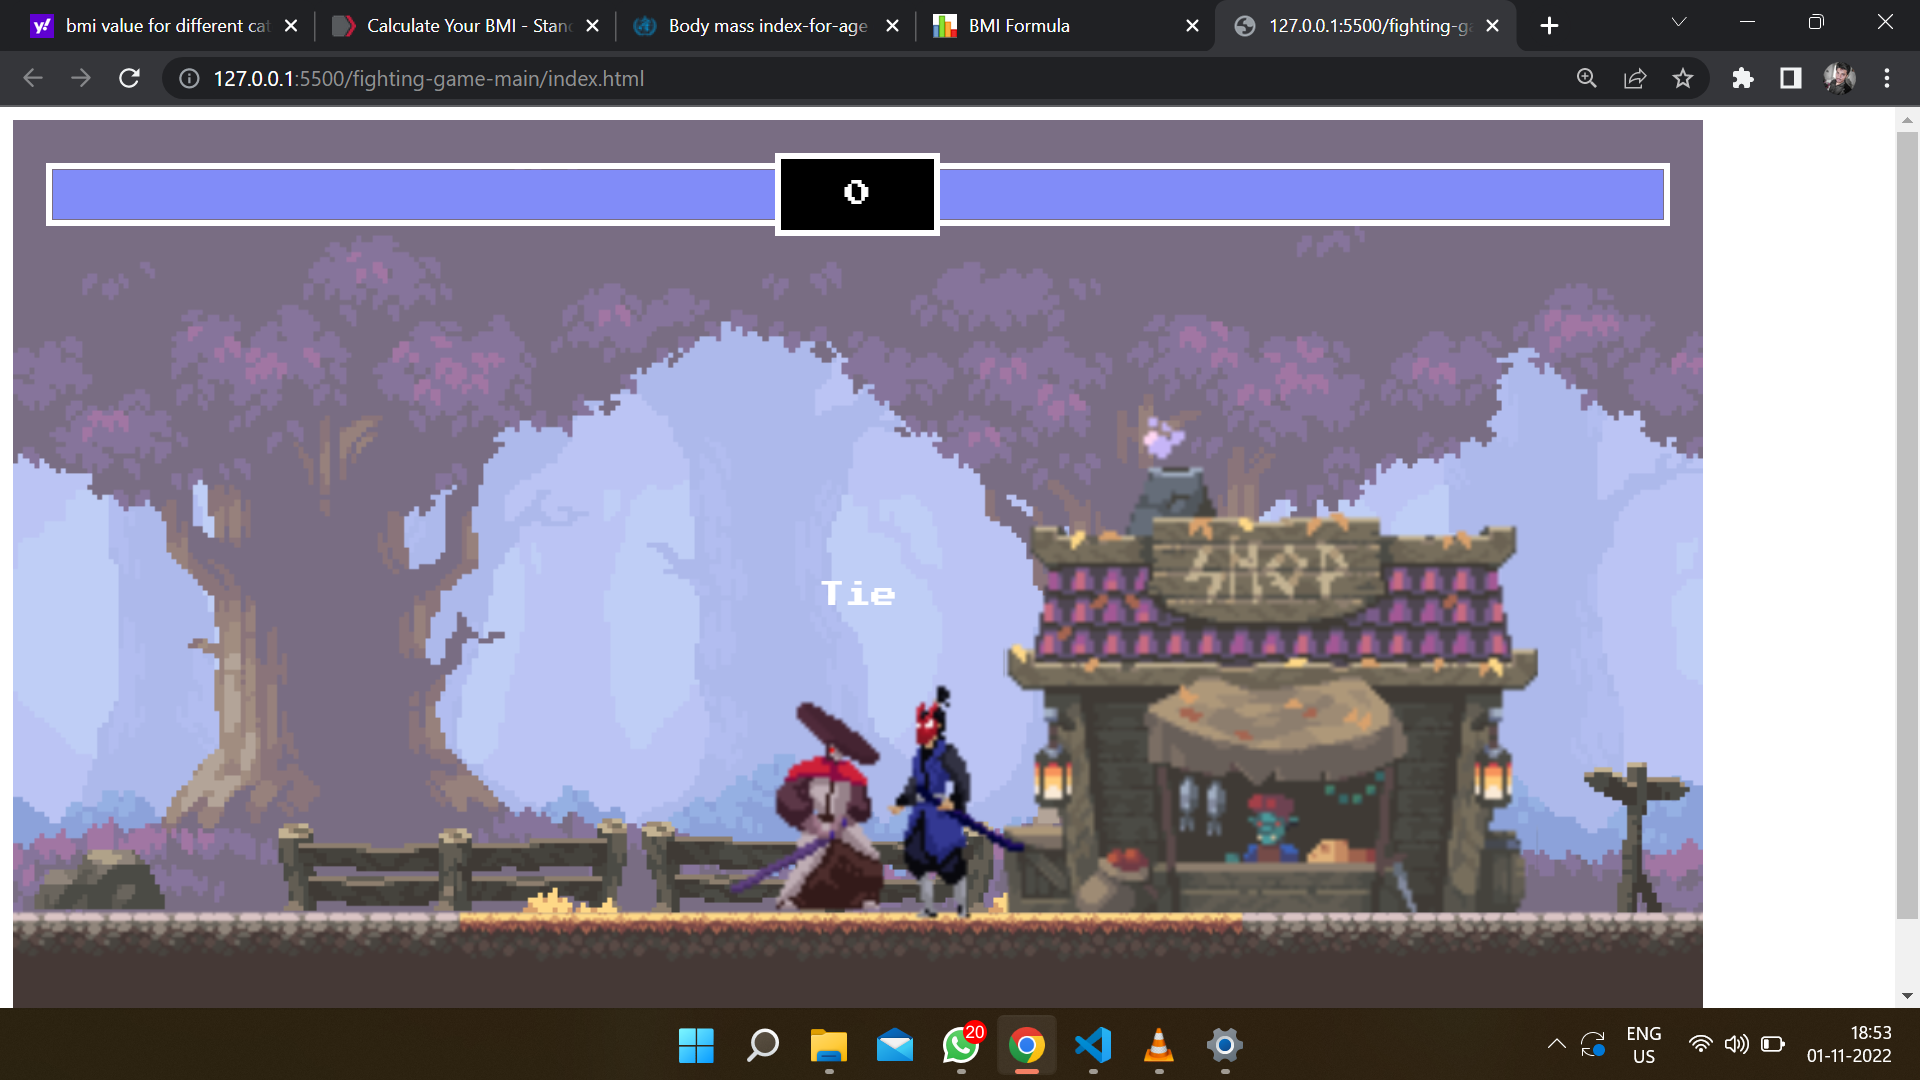 bmi value for different cat
Calculate Your BMI - Stanc
Body mass index-for-age
BMI Formula
127.0.0.1:5500/fighting-ga
127.0.0.1:5500/fighting-game-main/index.html
0
SHOP
Tie
20
ENG
US
18:53
01-11-2022